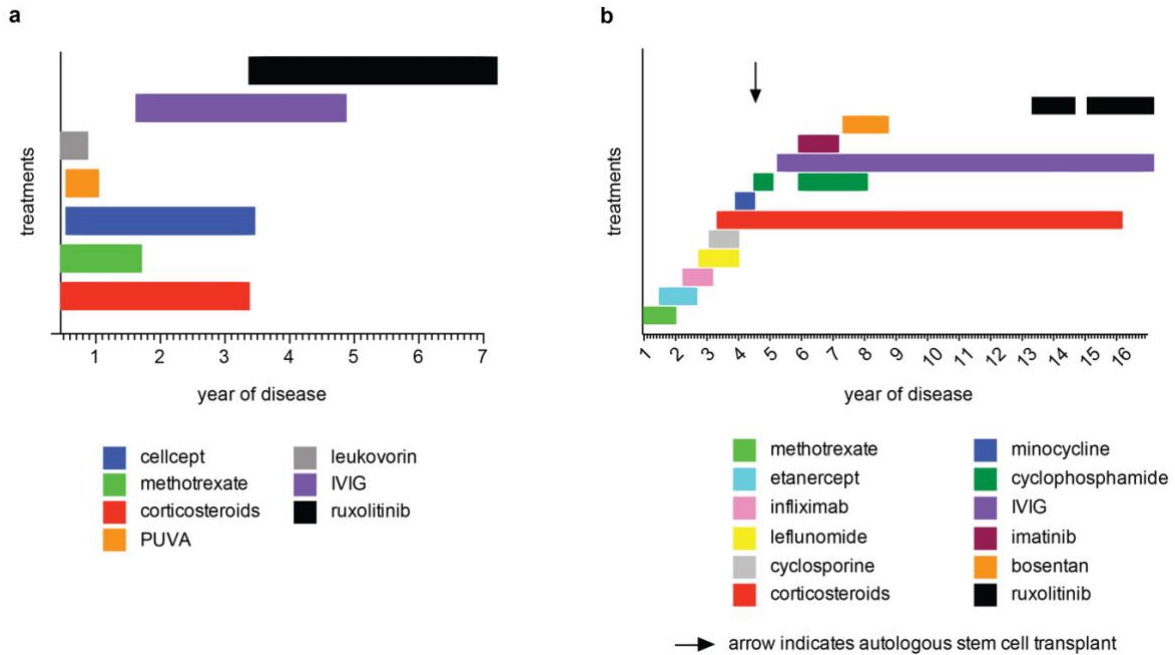 a
treatments
1 2 3 4 5 6 7
year of disease
cellcept
methotrexate
corticosteroids
PUVA
leukovorin
IVIG
ruxolitinib
b
treatments
1 2 3 4 5 6 7 8 9 10 11 12 13 14 15 16
year of disease
methotrexate
etanercept
infliximab
leflunomide
cyclosporine
corticosteroids
minocycline
cyclophosphamide
IVIG
imatinib
bosentan
ruxolitinib
arrow indicates autologous stem cell transplant